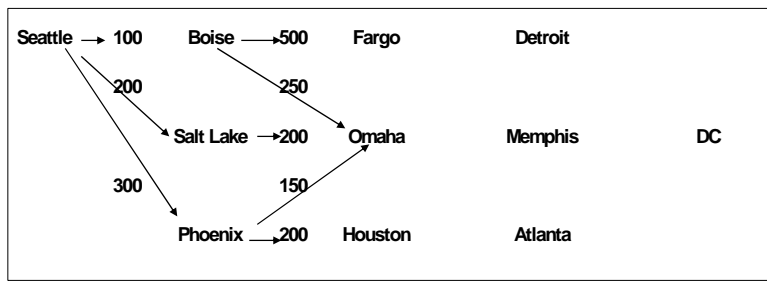 Seattle 100 Boise 500 Fargo Detroit
200 250
Salt Lake 200 Omaha Memphis DC
300 150
Phoenix 200 Houston Atlanta